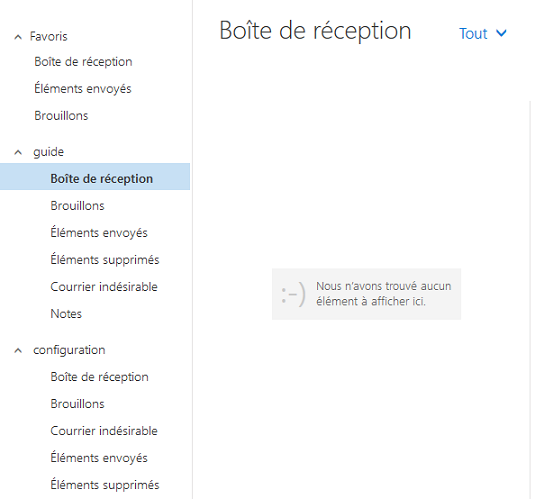 Favoris
Boîte de réception
Éléments envoyés
Brouillons
guide
Boîte de réception
Brouillons
Éléments envoyés
Éléments supprimés
Courrier indésirable
Notes
configuration
Boîte de réception
Brouillons
Courrier indésirable
Éléments envoyés
Éléments supprimés
Boîte de réception Tout
:-)
Nous n'avons trouvé aucun
élément à afficher ici.